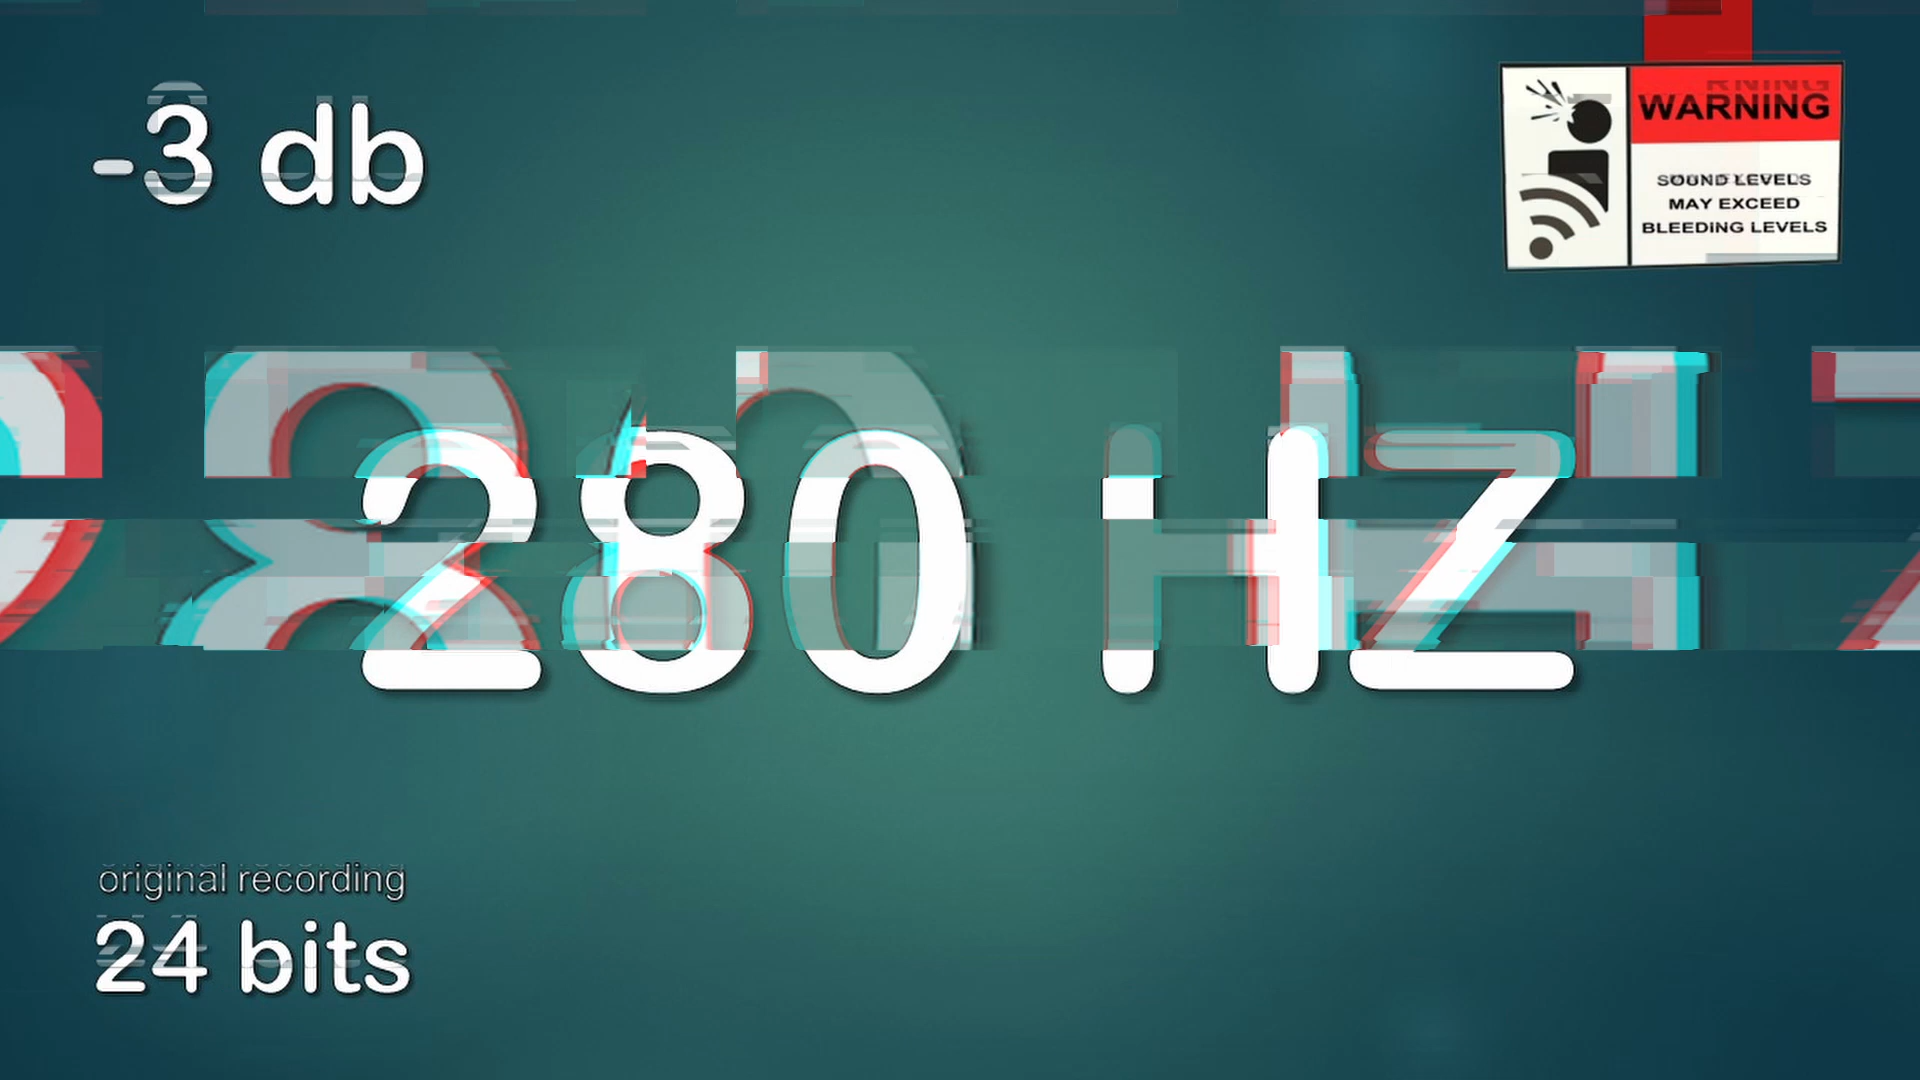 -3 db
WARNING
SOUND LEVELS
MAY EXCEED
BLEEDING LEVELS
280 HZ
original recording
24 bits